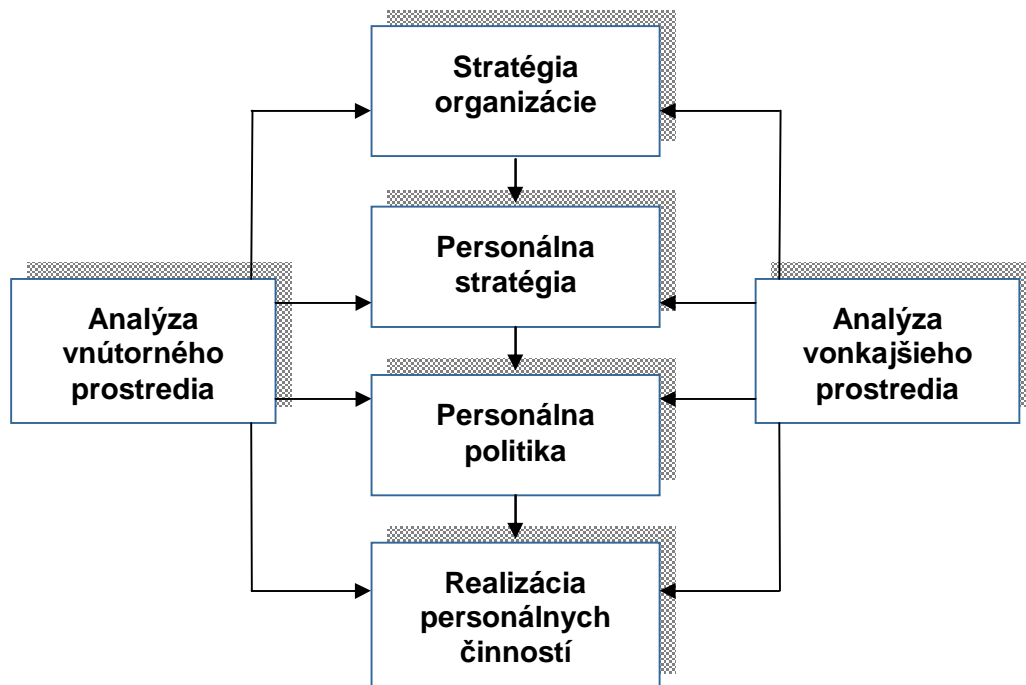 Stratégia
organizácie
Personálna
stratégia
Analýza
vnútorného
prostredia
Analýza
vonkajšieho
prostredia
Personálna
politika
Realizácia
personálnych
činností